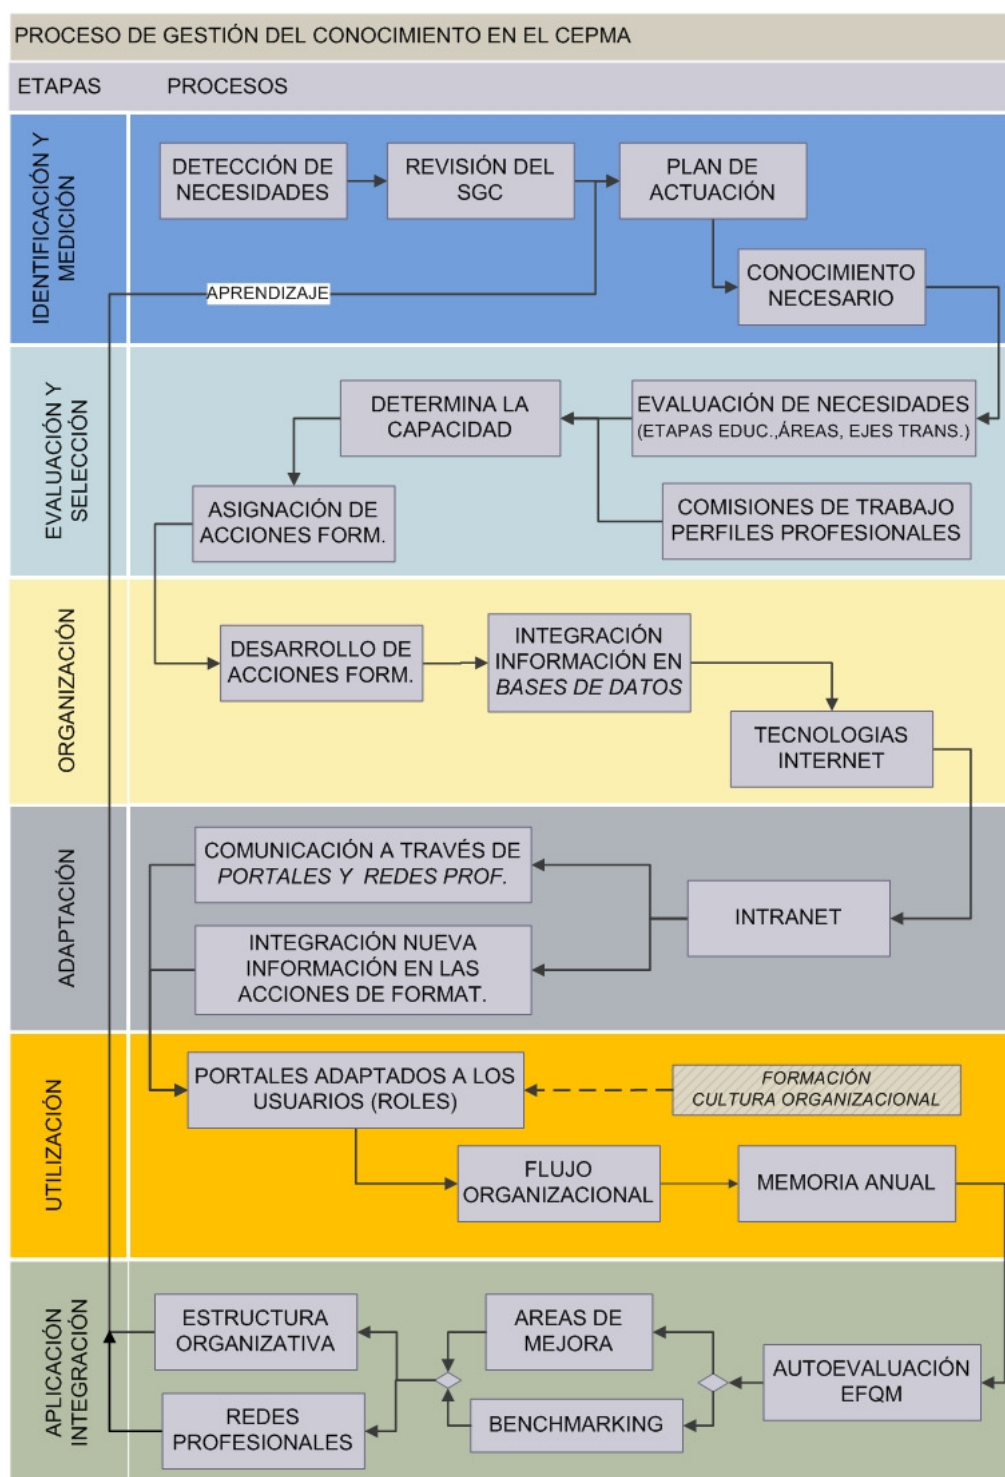 PROCESO DE GESTIÓN DEL CONOCIMIENTO EN EL CEPMA
ETAPAS
PROCESOS
IDENTIFICACIÓN Y
MEDICIÓN
DETECCIÓN DE
NECESIDADES
REVISIÓN DEL
SGC
PLAN DE
ACTUACIÓN
CONOCIMIENTO
NECESARIO
APRENDIZAJE
EVALUACIÓN Y
SELECCIÓN
DETERMINA LA
CAPACIDAD
EVALUACIÓN DE NECESIDADES
(ETAPAS EDUC.,ÁREAS, EJES TRANS.)
ASIGNACIÓN DE
ACCIONES FORM.
COMISIONES DE TRABAJO
PERFILES PROFESIONALES
ORGANIZACIÓN
DESARROLLO DE
ACCIONES FORM.
INTEGRACIÓN
INFORMACIÓN EN
BASES DE DATOS
TECNOLOGIAS
INTERNET
ADAPTACIÓN
COMUNICACIÓN A TRAVÉS DE
PORTALES Y REDES PROF.
INTRANET
INTEGRACIÓN NUEVA
INFORMACIÓN EN LAS
ACCIONES DE FORMAT.
UTILIZACIÓN
PORTALES ADAPTADOS A LOS
USUARIOS (ROLES)
FORMACIÓN
CULTURA ORGANIZACIONAL
FLUJO
ORGANIZACIONAL
MEMORIA ANUAL
APLICACIÓN
INTEGRACIÓN
ESTRUCTURA
ORGANIZATIVA
AREAS DE
MEJORA
AUTOEVALUACIÓN
EFQM
REDES
PROFESIONALES
BENCHMARKING